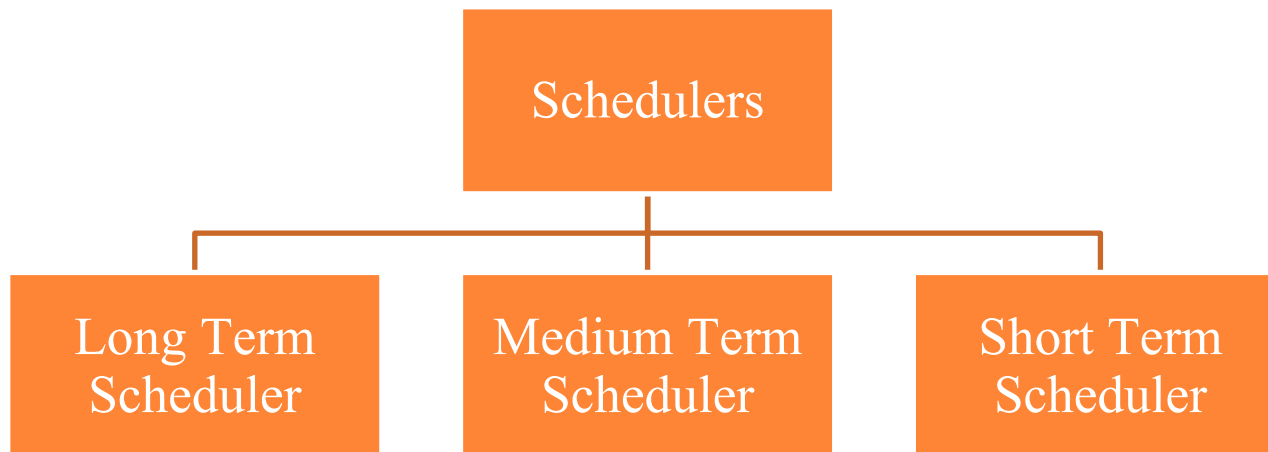 Schedulers
Long Term
Scheduler
Medium Term
Scheduler
Short Term
Scheduler